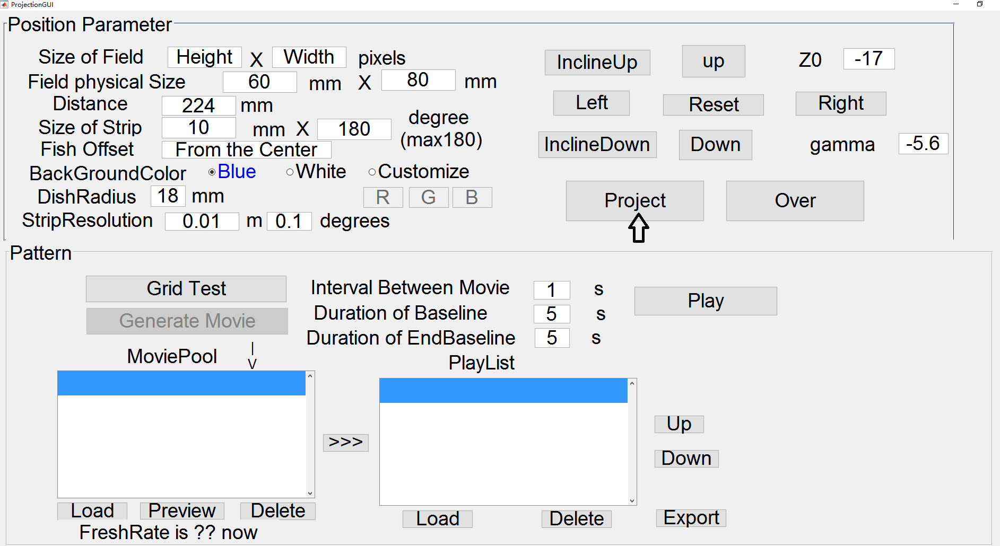 ProjectionGUI
Position Parameter
Size of Field Height X Width pixels
Field physical Size 60 mm X 80 mm
Distance 224 mm
Size of Strip 10 mm X 180 degree (max180)
Fish Offset From the Center
BackGroundColor Blue White Customize
DishRadius 18 mm R G B
StripResolution 0.01 m 0.1 degrees
InclineUp up Z0 -17
Left Reset Right
InclineDown Down gamma -5.6
Project Over
Pattern
Grid Test
Generate Movie
Interval Between Movie 1 s
Duration of Baseline 5 s
Duration of EndBaseline 5 s
Play
|
V
MoviePool
PlayList
>>>
Up
Down
Load Preview Delete
Load Delete Export
FreshRate is ?? now